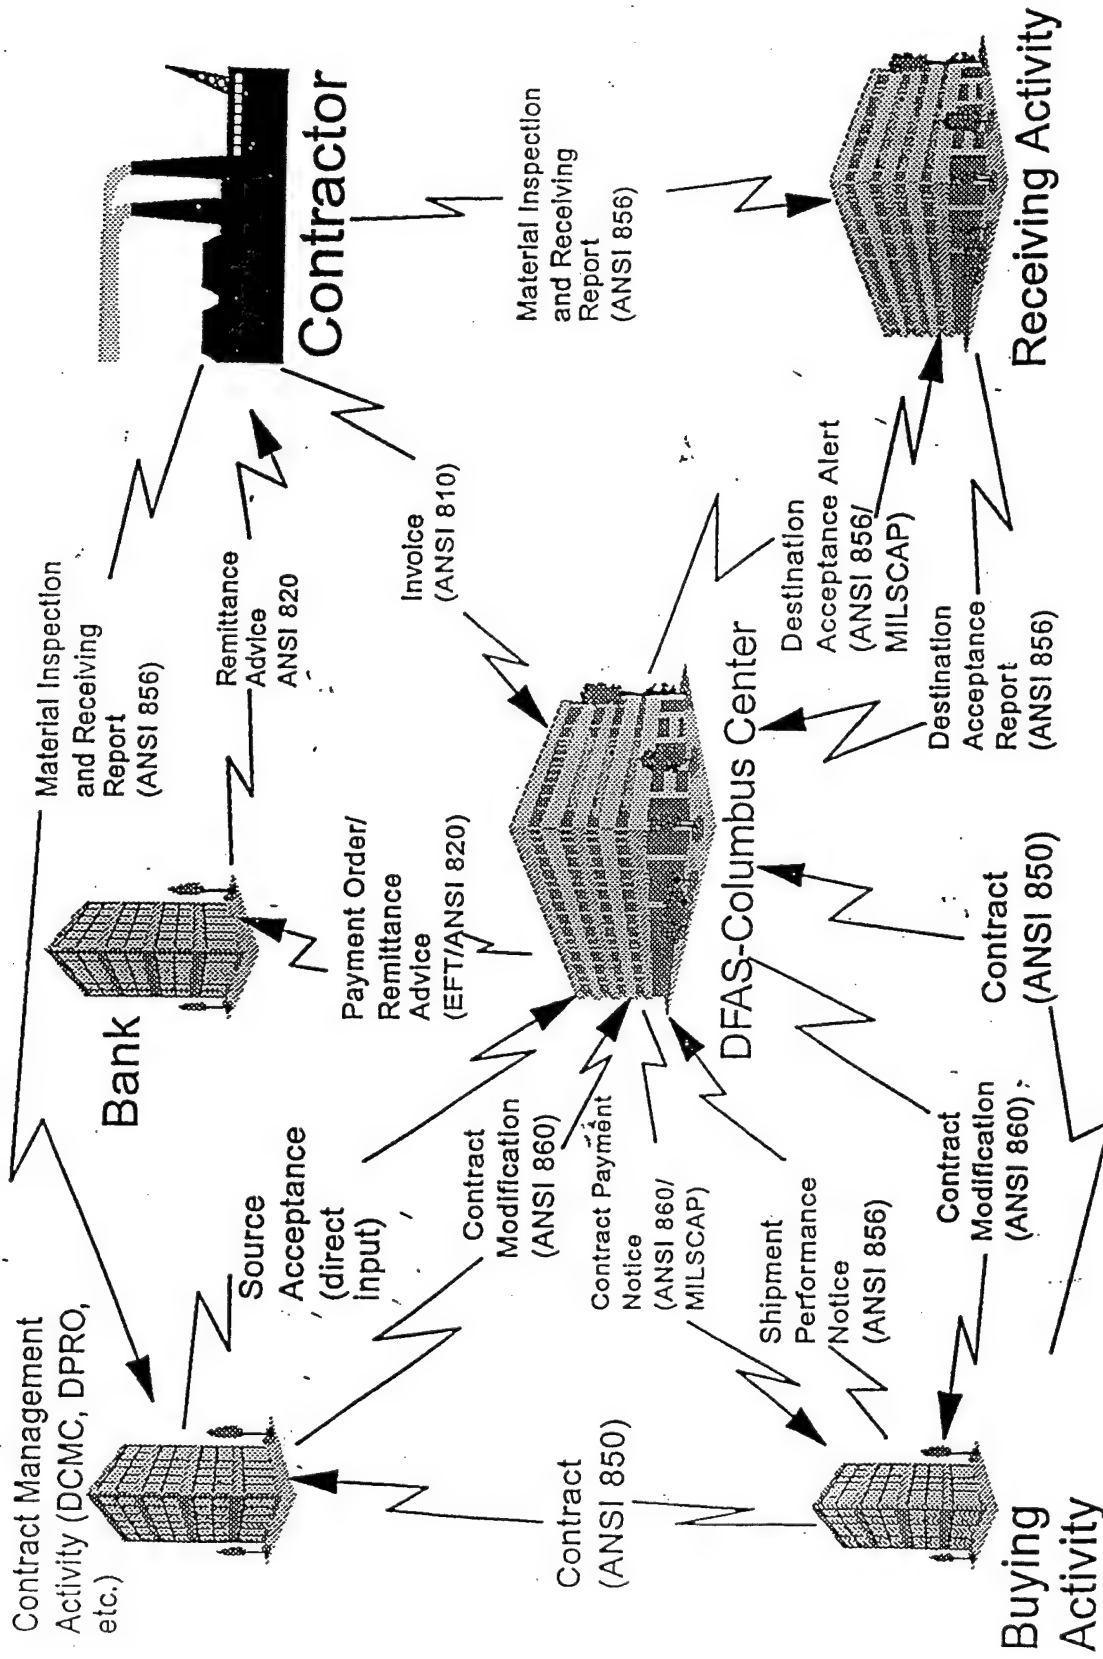 Contract Management
Activity (DCMC, DPRO,
etc.)
Material Inspection
and Receiving
Report
(ANSI 856)
Bank
Remittance
Advice
ANSI 820
Contractor
Source
Acceptance
(direct
input)
Payment Order/
Remittance
Advice
(EFT/ANSI 820)
Invoice
(ANSI 810)
Material Inspection
and Receiving
Report
(ANSI 856)
Contract
Modification
(ANSI 860)
Contract
(ANSI 850)
Contract Payment
Notice
(ANSI 860/
MILSCAP)
DFAS-Columbus Center
Destination
Acceptance Alert
(ANSI 856/
MILSCAP)
Shipment
Performance
Notice
(ANSI 856)
Destination
Acceptance
Report
(ANSI 856)
Receiving Activity
Contract
Modification
(ANSI 860)
Contract
(ANSI 850)
Buying
Activity